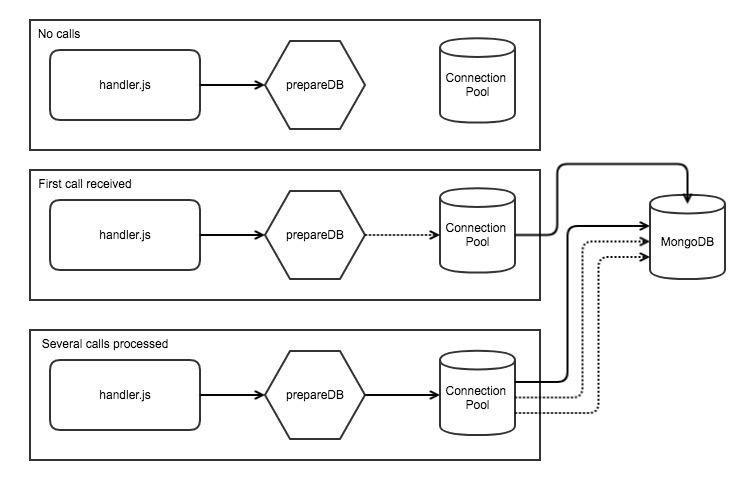 No calls
handler.js
prepareDB
Connection
Pool
First call received
handler.js
prepareDB
Connection
Pool
MongoDB
Several calls processed
handler.js
prepareDB
Connection
Pool